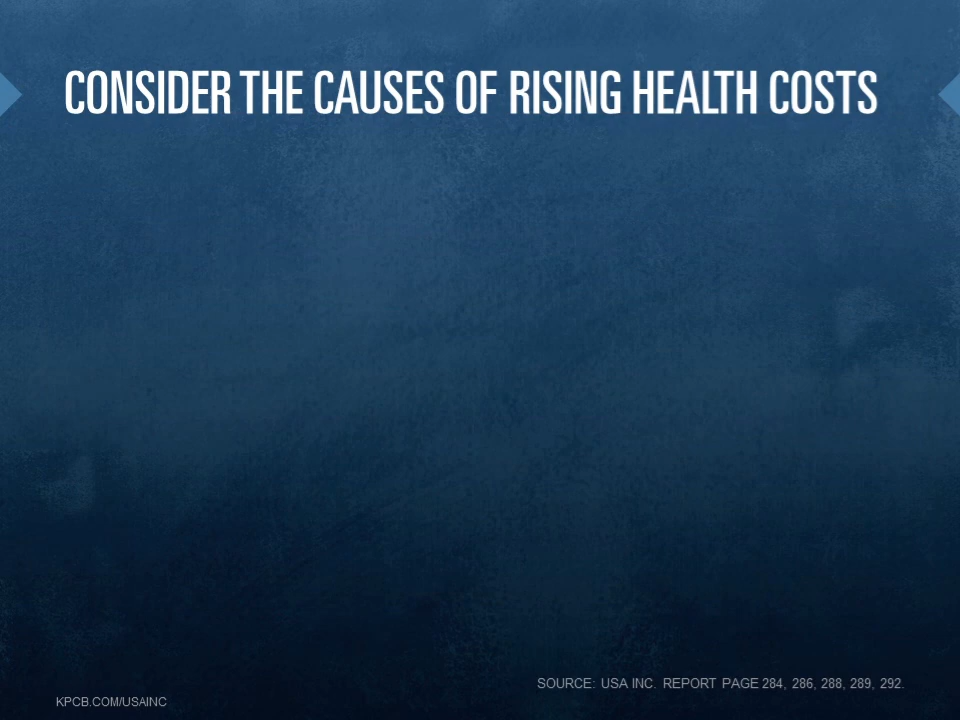 CONSIDER THE CAUSES OF RISING HEALTH COSTS
SOURCE: USA INC. REPORT PAGE 284, 286, 288, 289, 292.
KPCB.COM/USAINC